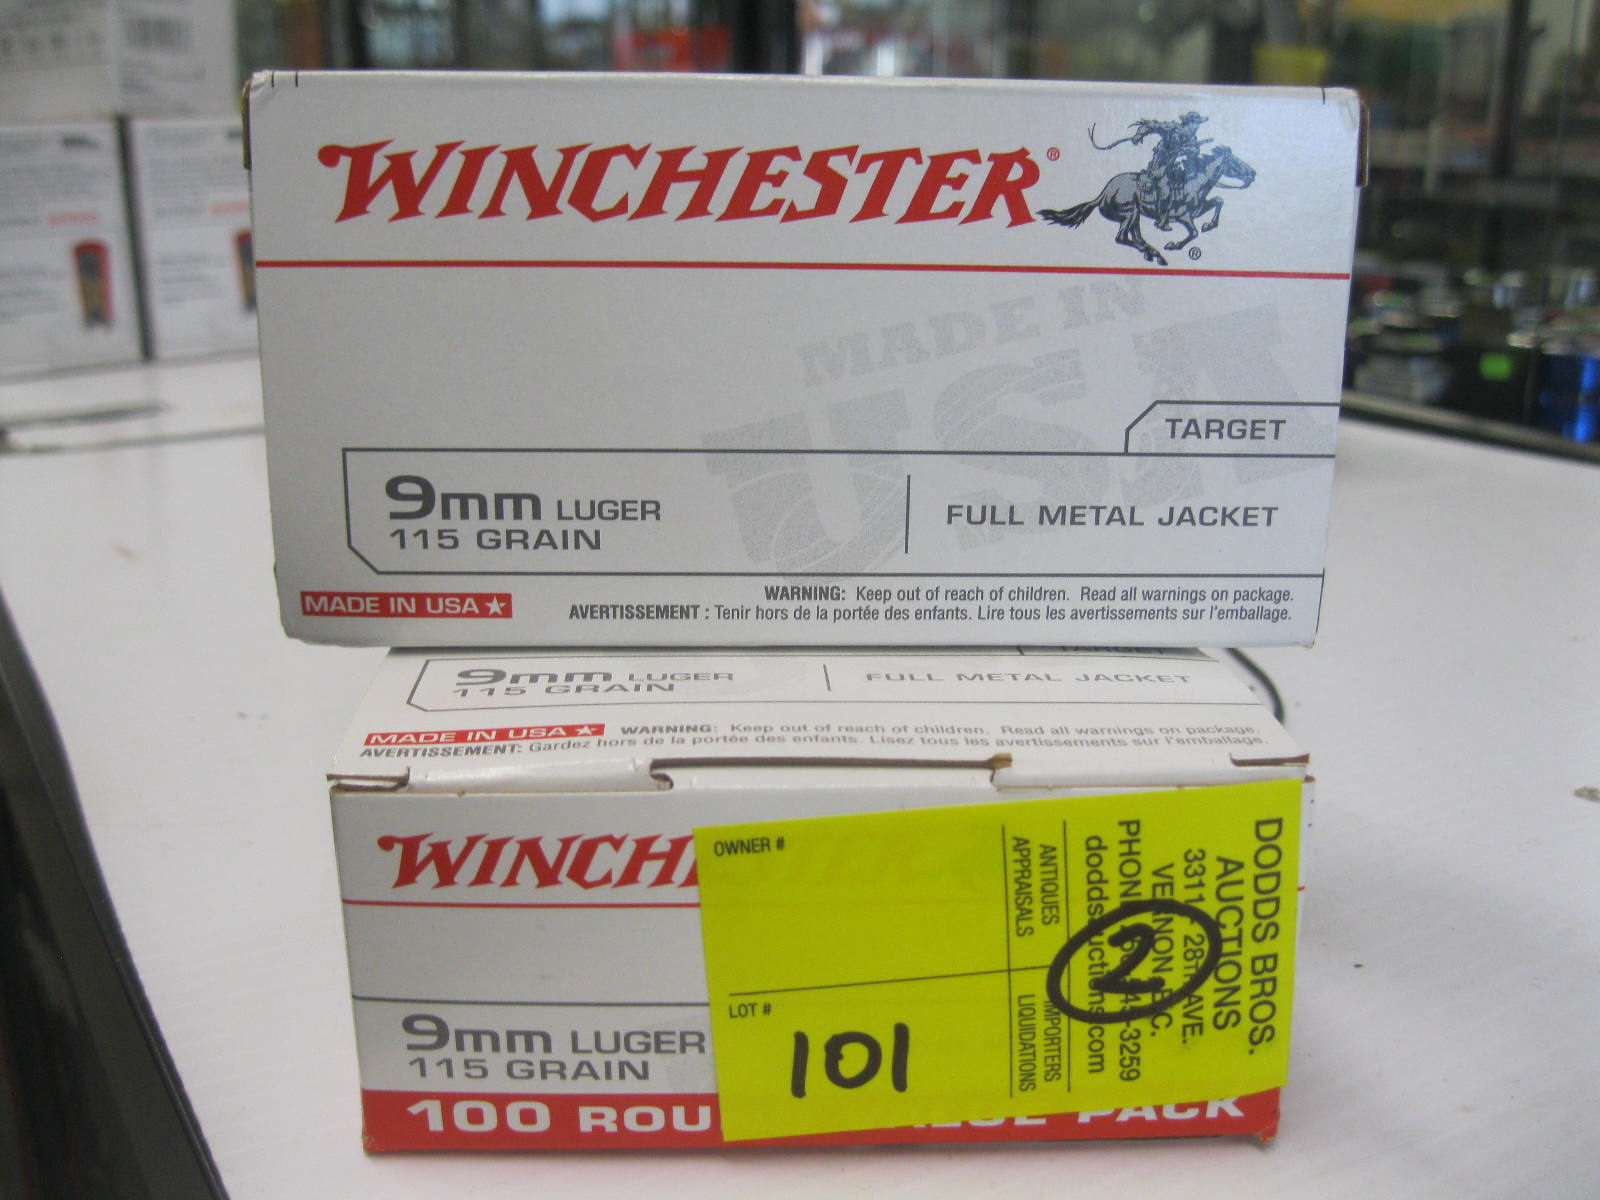 WINCHESTER®
®
MADE IN
USA
TARGET
9mm LUGER
115 GRAIN
FULL METAL JACKET
MADE IN USA★
WARNING: Keep out of reach of children. Read all warnings on package.
AVERTISSEMENT : Tenir hors de la portée des enfants. Lire tous les avertissements sur l'emballage.
TARGET
9mm LUGER
115 GRAIN
FULL METAL JACKET
MADE IN USA★ WARNING: Keep out of reach of children. Read all warnings on package.
AVERTISSEMENT: Gardez hors de la portée des enfants. Lisez tous les avertissements sur l'emballage.
WINCHESTER
9mm LUGER
115 GRAIN
100 ROU
PACK
OWNER #
LOT #
101
DODDS BROS.
AUCTIONS
3311 28TH AVE.
VERNON, B.C.
PHONE 3259
doddsauctions.com
ANTIQUES
APPRAISALS
IMPORTERS
LIQUIDATIONS
2